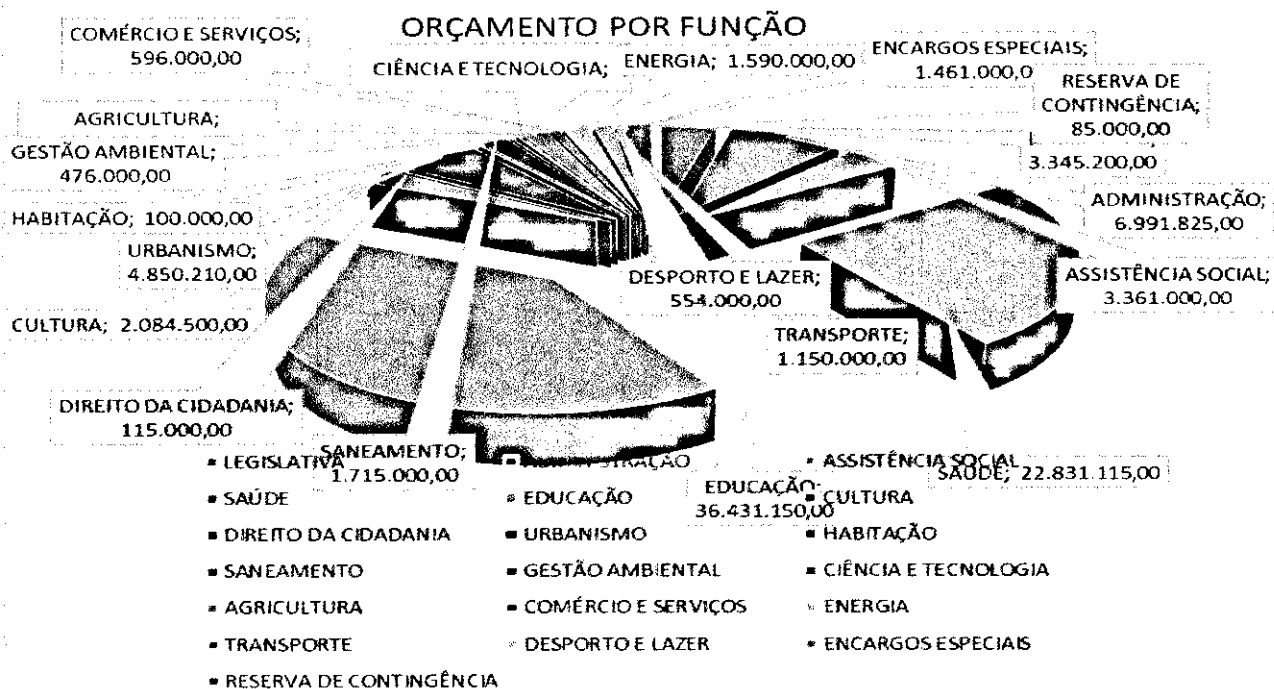 ORÇAMENTO POR FUNÇÃO
COMÉRCIO E SERVIÇOS;
596.000,00
CIÊNCIA E TECNOLOGIA;
ENERGIA; 1.590.000,00
ENCARGOS ESPECIAIS;
1.461.000,0
RESERVA DE
CONTINGÊNCIA;
85.000,00
3.345.200,00
AGRICULTURA;
GESTÃO AMBIENTAL;
476.000,00
ADMINISTRAÇÃO;
6.991.825,00
HABITAÇÃO; 100.000,00
URBANISMO;
4.850.210,00
DESPORTO E LAZER;
554.000,00
ASSISTÊNCIA SOCIAL;
3.361.000,00
CULTURA; 2.084.500,00
TRANSPORTE;
1.150.000,00
DIREITO DA CIDADANIA;
115.000,00
SANEAMENTO;
1.715.000,00
SAÚDE; 22.831.115,00
EDUCAÇÃO;
36.431.150,00
LEGISLATIVA
ASSISTÊNCIA SOCIAL
SAÚDE
EDUCAÇÃO
CULTURA
DIREITO DA CIDADANIA
URBANISMO
HABITAÇÃO
SANEAMENTO
GESTÃO AMBIENTAL
CIÊNCIA E TECNOLOGIA
AGRICULTURA
COMÉRCIO E SERVIÇOS
ENERGIA
TRANSPORTE
DESPORTO E LAZER
ENCARGOS ESPECIAIS
RESERVA DE CONTINGÊNCIA